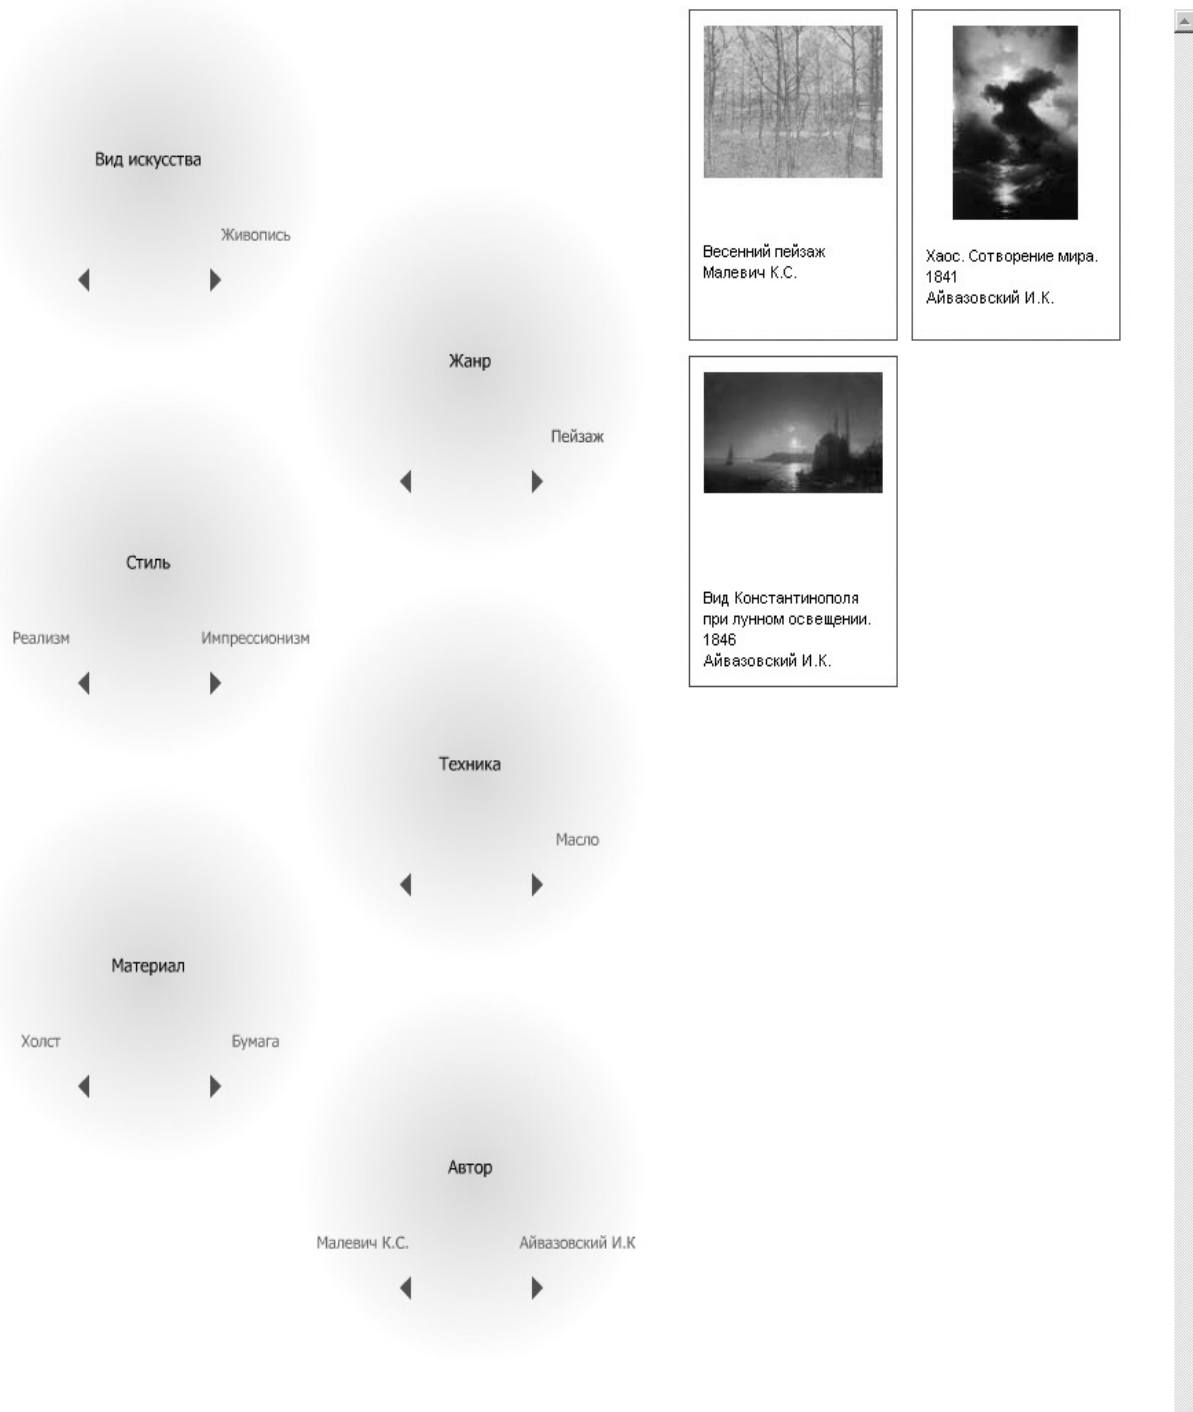 Вид искусства
Живопись
Жанр
Пейзаж
Стиль
Реализм
Импрессионизм
Техника
Масло
Материал
Холст
Бумага
Автор
Малевич К.С.
Айвазовский И.К
Весенний пейзаж
Малевич К.С.
Хаос. Сотворение мира.
1841
Айвазовский И.К.
Вид Константинополя
при лунном освещении.
1846
Айвазовский И.К.